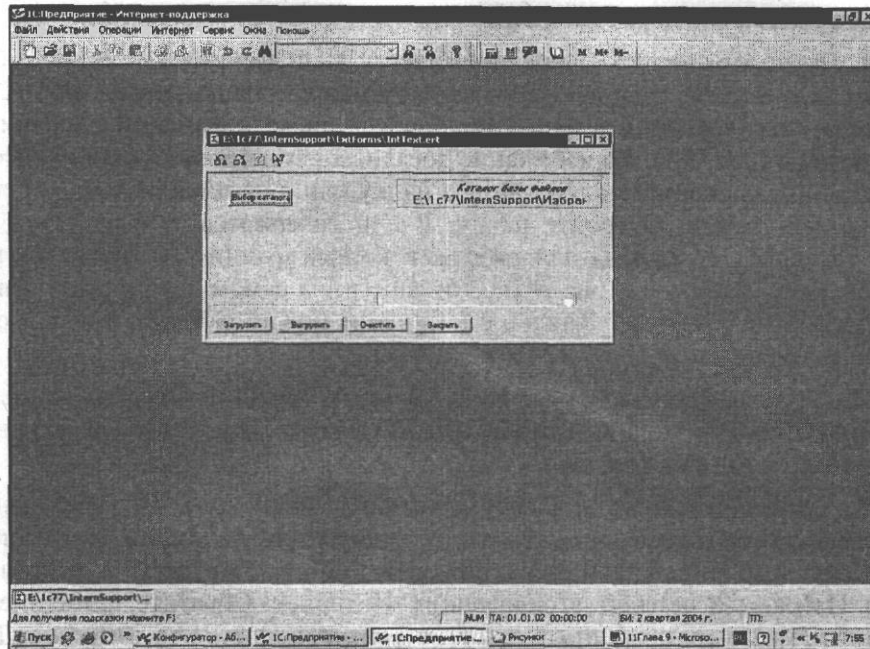 1С:Предприятие - Интернет-поддержка
Файл Действия Операции Интернет Сервис Окна Помощь
M M+ M-
E:\1c77\InternSupport\ExtForms\IntText.ert
Выбор каталога
Каталог базы файлов
E:\1c77\InternSupport\Избран
Загрузить Выгрузить Очистить Закрыть
E:\1c77\InternSupport\...
Для получения подсказки нажмите F1 NUM ТА: 01.01.02 00:00:00 БИ: 2 квартал 2004 г. ТП:
Пуск Конфигуратор - Аб... 1С:Предприятие - ... 1С:Предприятие... Рисунки 11Глава 9 - Microso... « 7:55